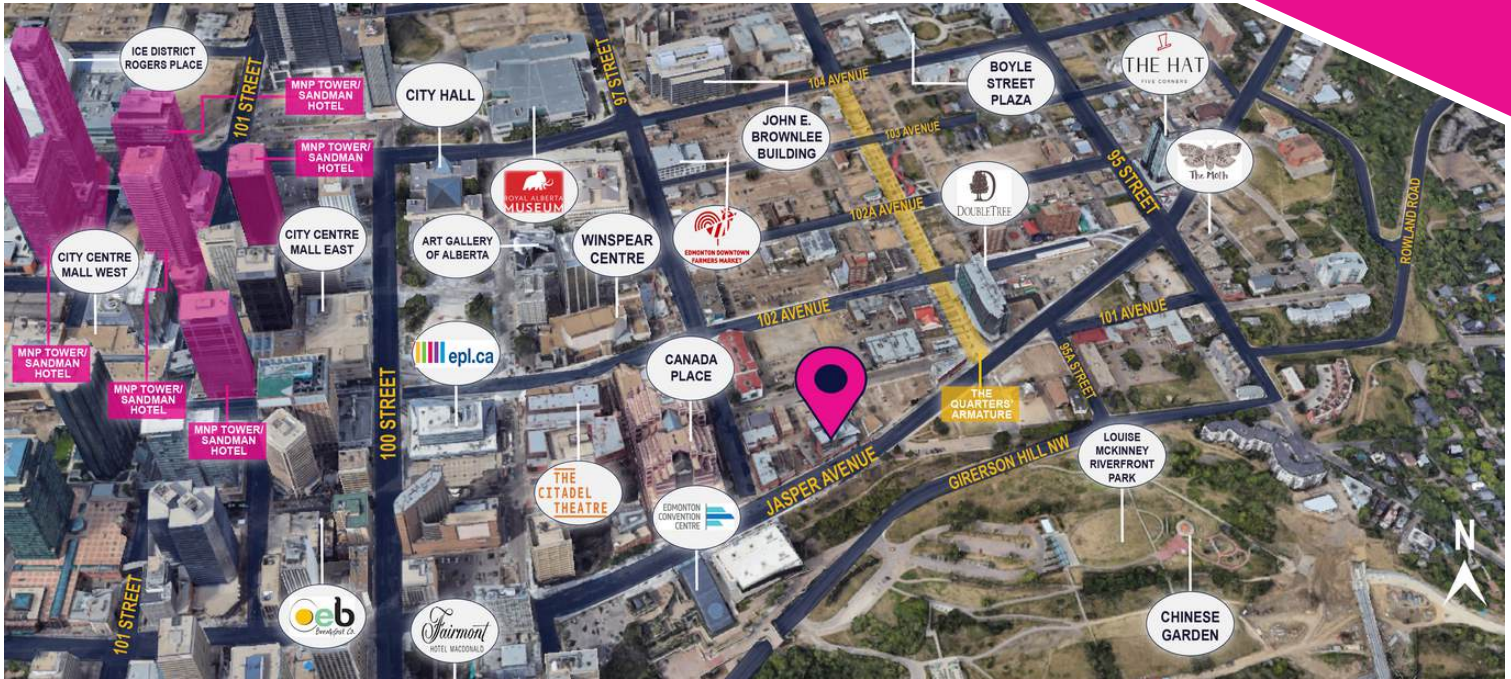 ICE DISTRICT
ROGERS PLACE
101 STREET
MNP TOWER/
SANDMAN
HOTEL
CITY HALL
97 STREET
104 AVENUE
BOYLE
STREET
PLAZA
THE HAT
FIVE CORNERS
JOHN E.
BROWNLEE
BUILDING
103 AVENUE
MNP TOWER/
SANDMAN
HOTEL
ROYAL ALBERTA
MUSEUM
95 STREET
The Moth
ROWLAND ROAD
CITY CENTRE
MALL WEST
CITY CENTRE
MALL EAST
ART GALLERY
OF ALBERTA
WINSPEAR
CENTRE
EDMONTON DOWNTOWN
FARMERS MARKET
102A AVENUE
DOUBLETREE
102 AVENUE
101 AVENUE
MNP TOWER/
SANDMAN
HOTEL
MNP TOWER/
SANDMAN
HOTEL
MNP TOWER/
SANDMAN
HOTEL
100 STREET
epl.ca
CANADA
PLACE
95A STREET
THE
QUARTERS'
ARMATURE
THE
CITADEL
THEATRE
JASPER AVENUE
GIRERSON HILL NW
LOUISE
MCKINNEY
RIVERFRONT
PARK
EDMONTON
CONVENTION
CENTRE
N
101 STREET
eb
Breakfast Co.
Fairmont
HOTEL MACDONALD
CHINESE
GARDEN